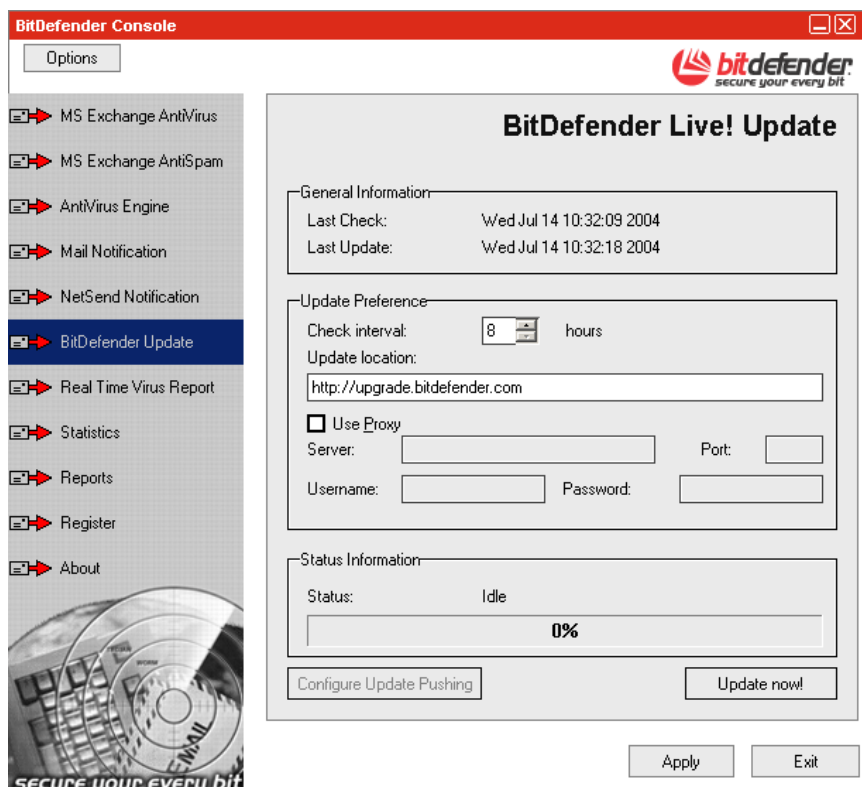 BitDefender Console
Options
bitdefender
secure your every bit
MS Exchange AntiVirus
MS Exchange AntiSpam
AntiVirus Engine
Mail Notification
NetSend Notification
BitDefender Update
Real Time Virus Report
Statistics
Reports
Register
About
TROJAN
WORM
EMAIL
secure your every bit
BitDefender Live! Update
General Information
Last Check: Wed Jul 14 10:32:09 2004
Last Update: Wed Jul 14 10:32:18 2004
Update Preference
Check interval: 8 hours
Update location:
http://upgrade.bitdefender.com
Use Proxy
Server: Port:
Username: Password:
Status Information
Status: Idle
0%
Configure Update Pushing Update now!
Apply Exit